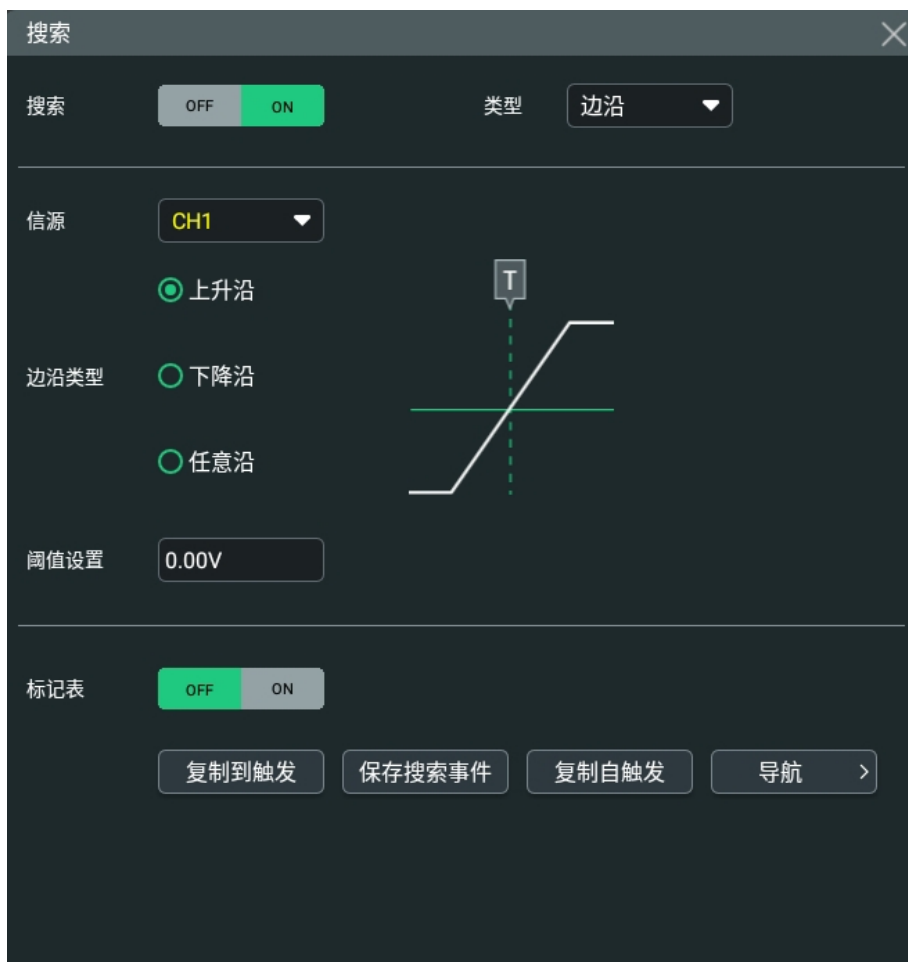 搜索
搜索 OFF ON 类型 边沿
信源 CH1
上升沿
T
边沿类型 下降沿
任意沿
阈值设置 0.00V
标记表 OFF ON
复制到触发 保存搜索事件 复制自触发 导航 >